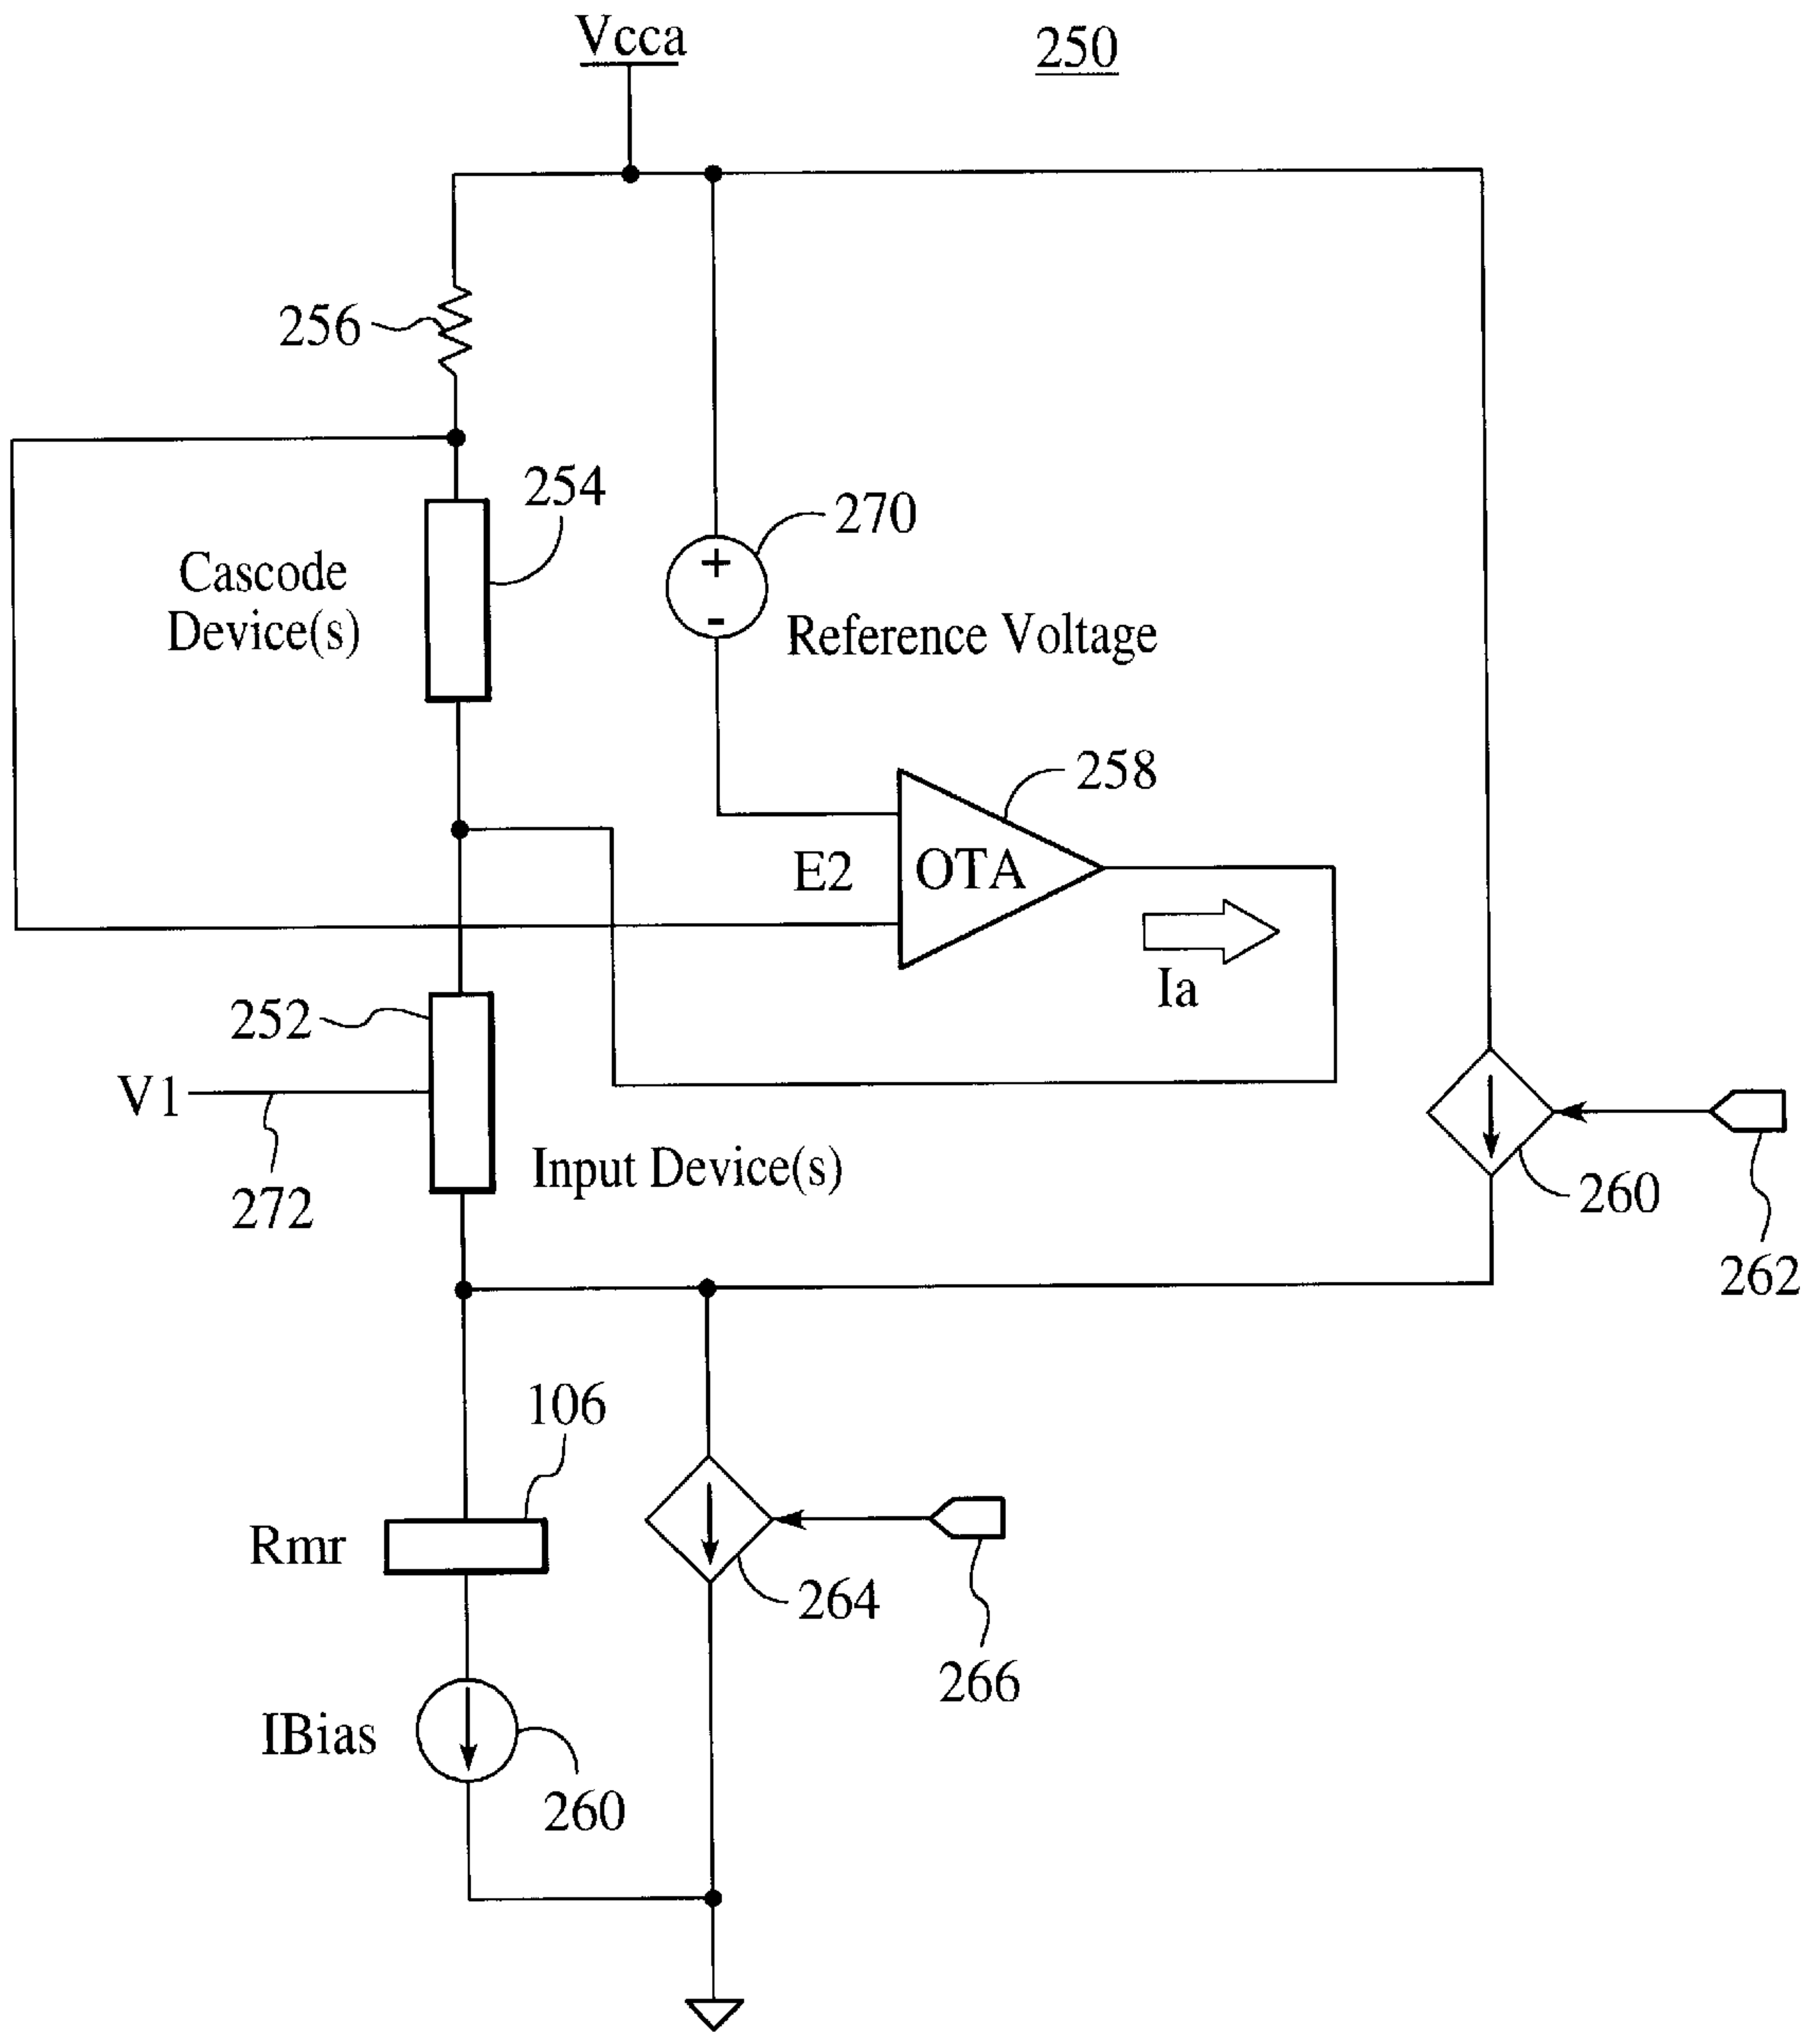 Vcca
250
256
254
270
Cascode
Device(s)
+
-
Reference Voltage
258
E2
OTA
Ia
252
V1
272
Input Device(s)
260
262
106
Rmr
264
266
IBias
260